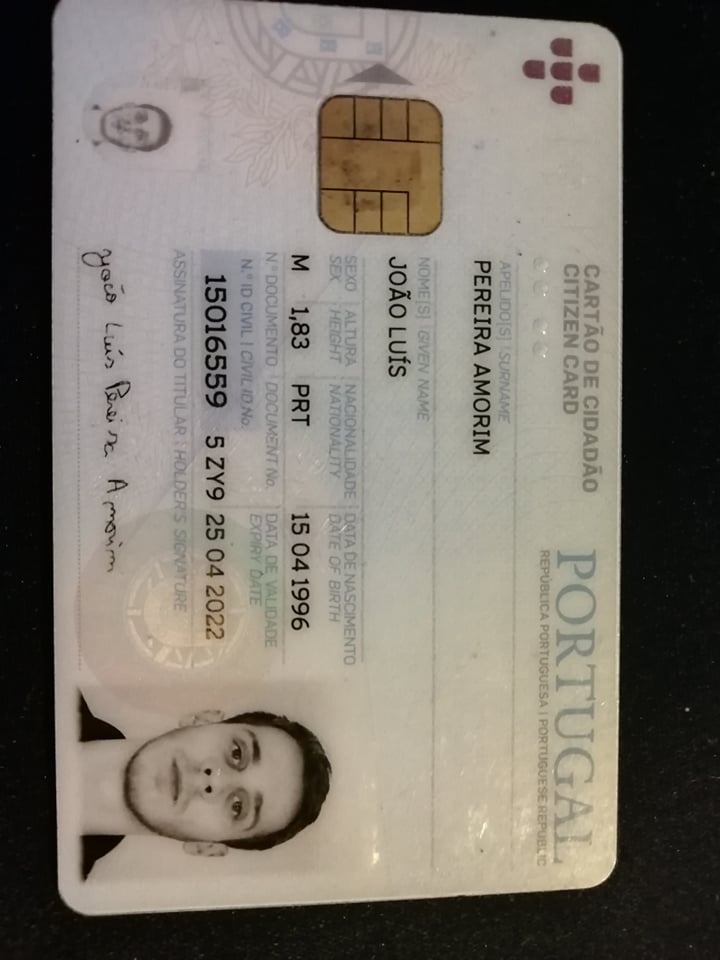 CARTÃO DE CIDADÃO
CITIZEN CARD
PORTUGAL
REPÚBLICA PORTUGUESA | PORTUGUESE REPUBLIC
APELIDO[S] | SURNAME
PEREIRA AMORIM
NOME[S] | GIVEN NAME
JOÃO LUÍS
SEXO ALTURA NACIONALIDADE DATA DE NASCIMENTO
SEX HEIGHT NATIONALITY DATE OF BIRTH
M 1,83 PRT 15 04 1996
N.º DOCUMENTO | DOCUMENT No. DATA DE VALIDADE
N.º ID CIVIL | CIVIL ID No. EXPIRY DATE
15016559 5 ZY9 25 04 2022
ASSINATURA DO TITULAR | HOLDER'S SIGNATURE
João Luís Pereira Amorim